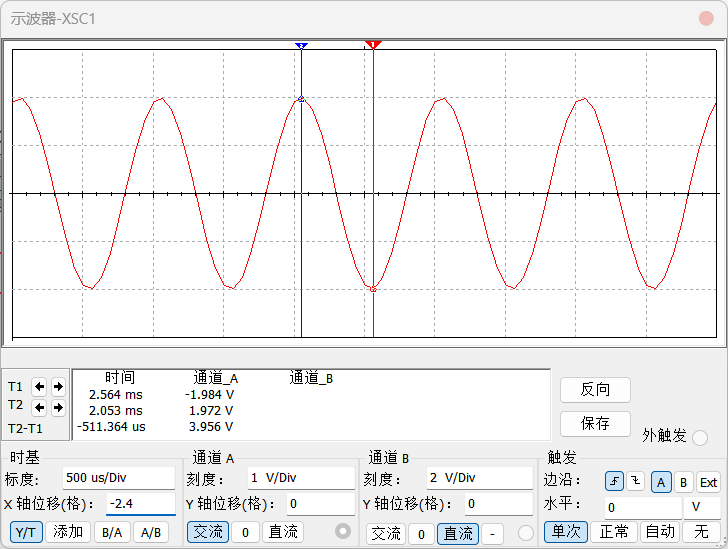 示波器-XSC1
2 1
时间 通道_A 通道_B
T1 2.564 ms -1.984 V
T2 2.053 ms 1.972 V
T2-T1 -511.364 us 3.956 V
反向
保存
外触发
时基 通道 A 通道 B 触发
标度: 500 us/Div 刻度: 1 V/Div 刻度: 2 V/Div 边沿: A B Ext
X 轴位移(格): -2.4 Y 轴位移(格): 0 Y 轴位移(格): 0 水平: 0 V
Y/T 添加 B/A A/B 交流 0 直流 交流 0 直流 - 单次 正常 自动 无